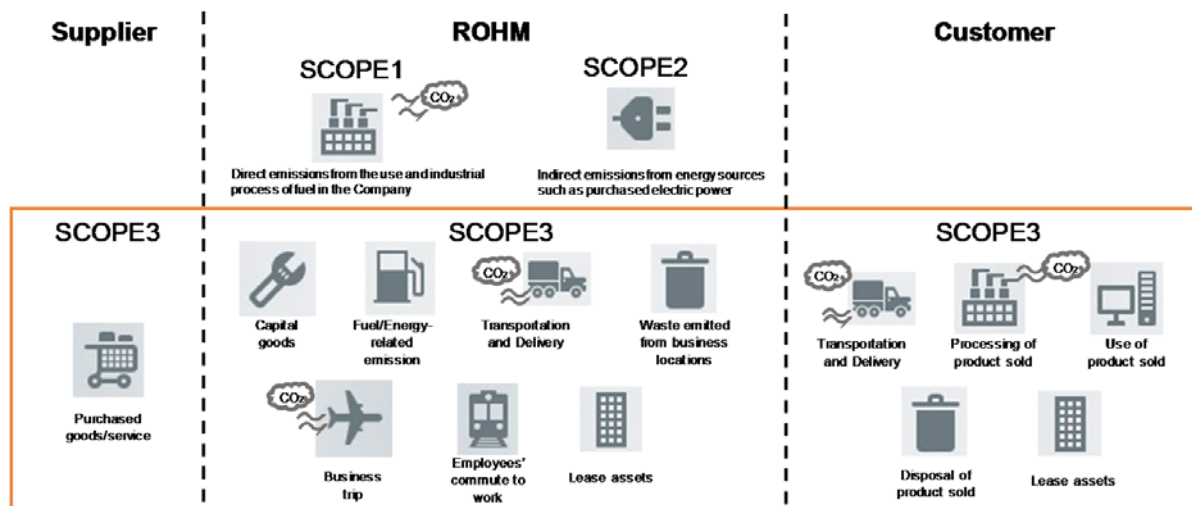 Supplier
ROHM
Customer
SCOPE1
SCOPE2
CO₂
Direct emissions from the use and industrial
process of fuel in the Company
Indirect emissions from energy sources
such as purchased electric power
SCOPE3
Purchased
goods/service
SCOPE3
Capital
goods
Fuel/Energy-
related
emission
CO₂
Transportation
and Delivery
Waste emitted
from business
locations
CO₂
Business
trip
Employees'
commute to
work
Lease assets
SCOPE3
CO₂
Transportation
and Delivery
CO₂
Processing of
product sold
Use of
product sold
Disposal of
product sold
Lease assets